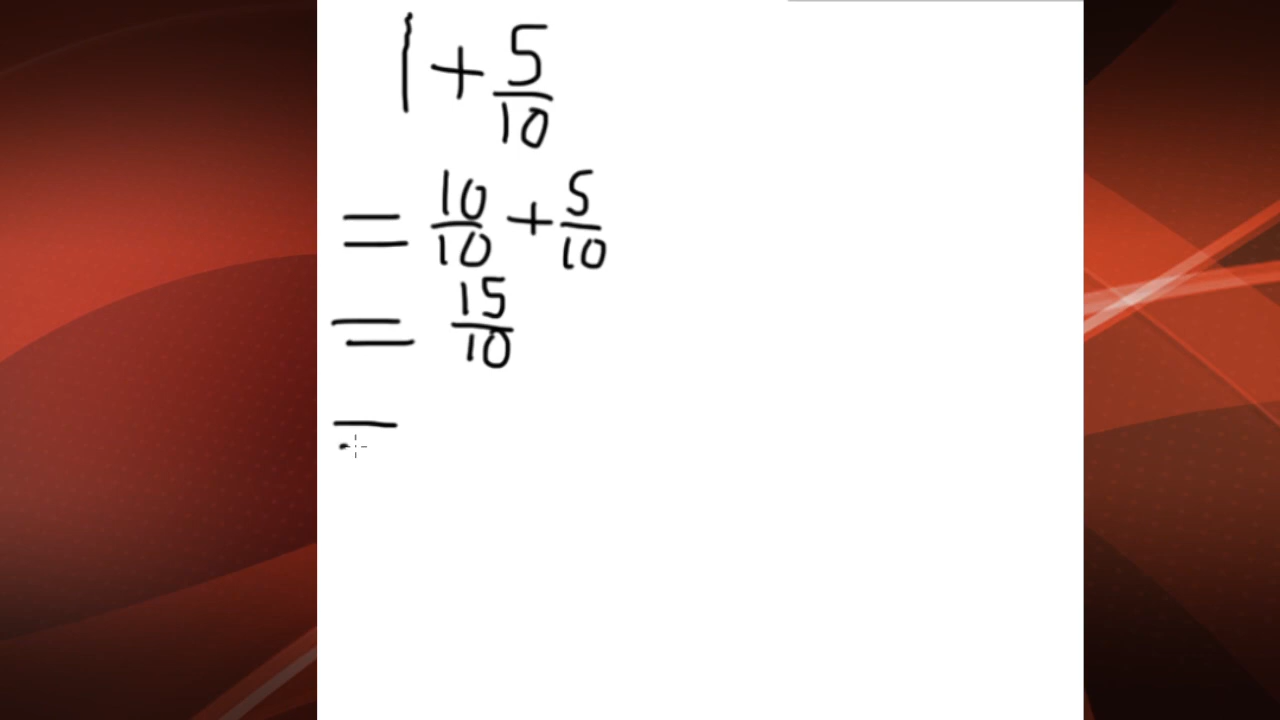 1 + 5/10
= 10/10 + 5/10
= 15/10